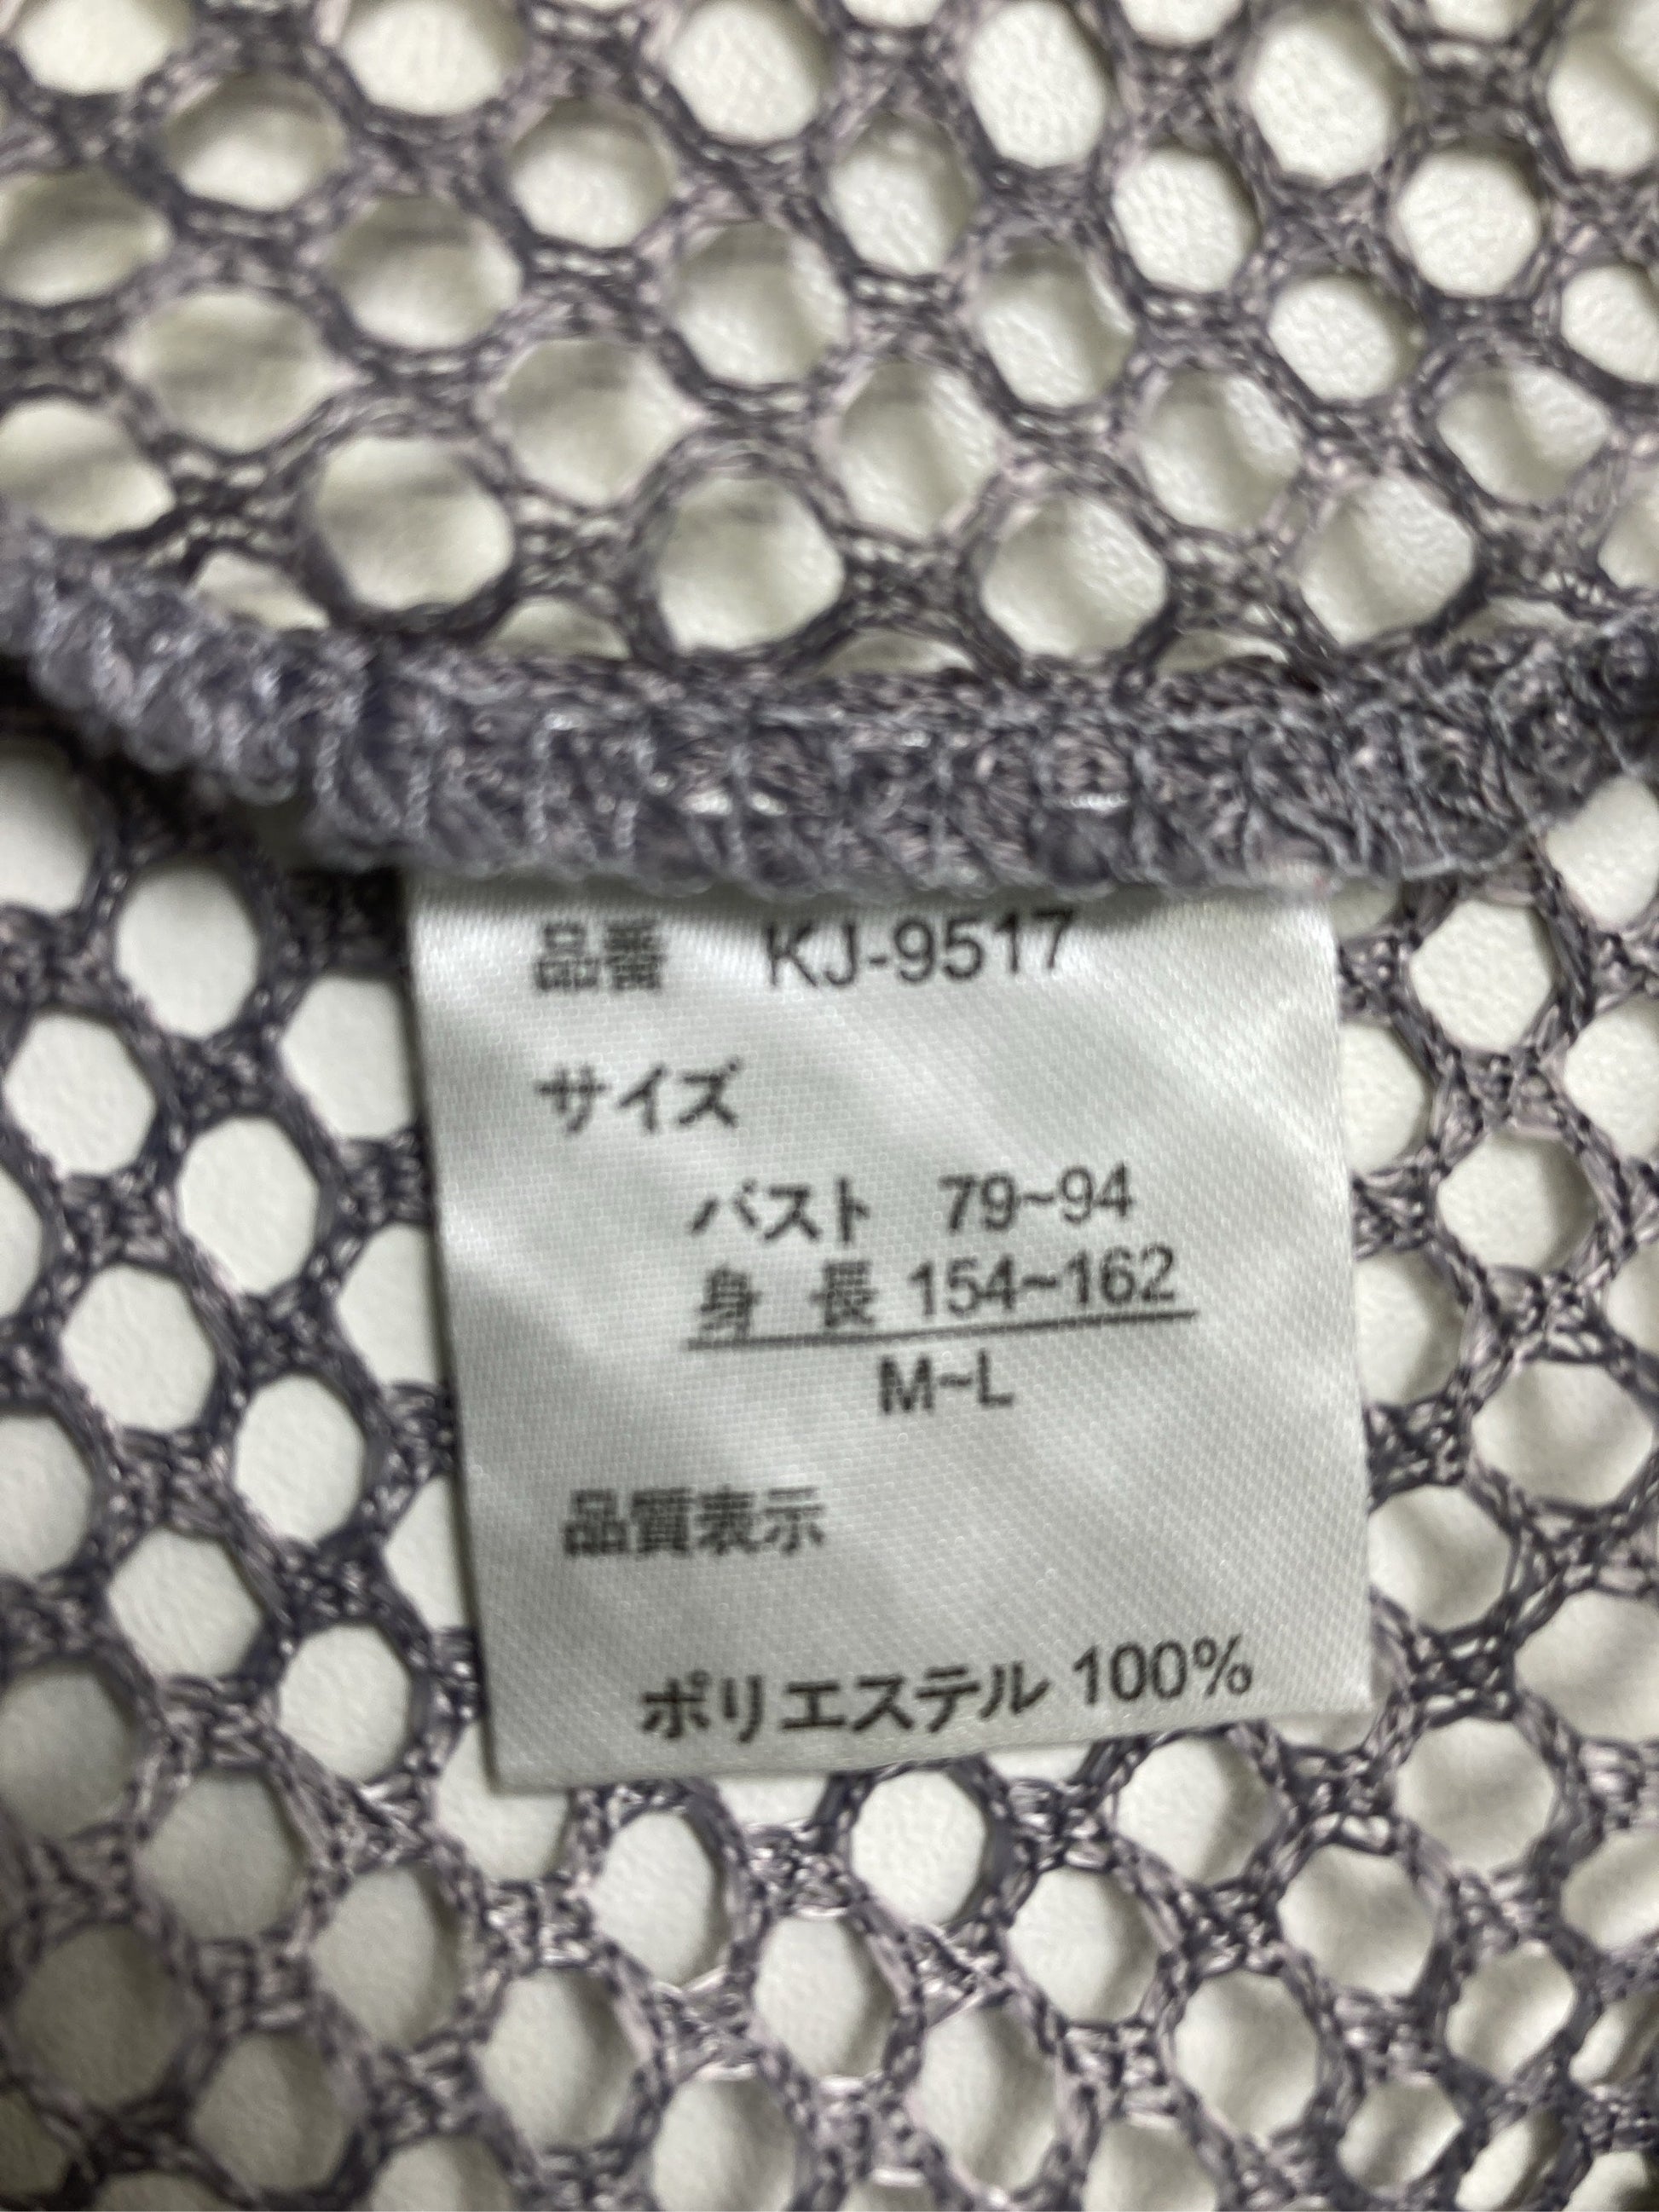 品番 KJ-9517
サイズ
バスト 79~94
身 長 154~162
M~L
品質表示
ポリエステル 100%